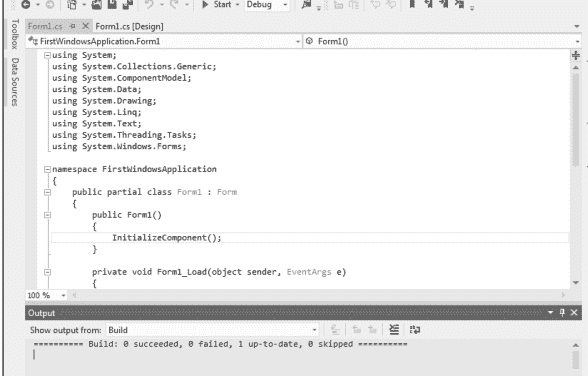 Start
Debug
Form1.cs
Form1.cs [Design]
Toolbox
Data Sources
FirstWindowsApplication.Form1
Form1()
using System;
using System.Collections.Generic;
using System.ComponentModel;
using System.Data;
using System.Drawing;
using System.Linq;
using System.Text;
using System.Threading.Tasks;
using System.Windows.Forms;
namespace FirstWindowsApplication
{
public partial class Form1 : Form
{
public Form1()
{
InitializeComponent();
}
private void Form1_Load(object sender, EventArgs e)
{
100 %
Output
Show output from: Build
========== Build: 0 succeeded, 0 failed, 1 up-to-date, 0 skipped ==========